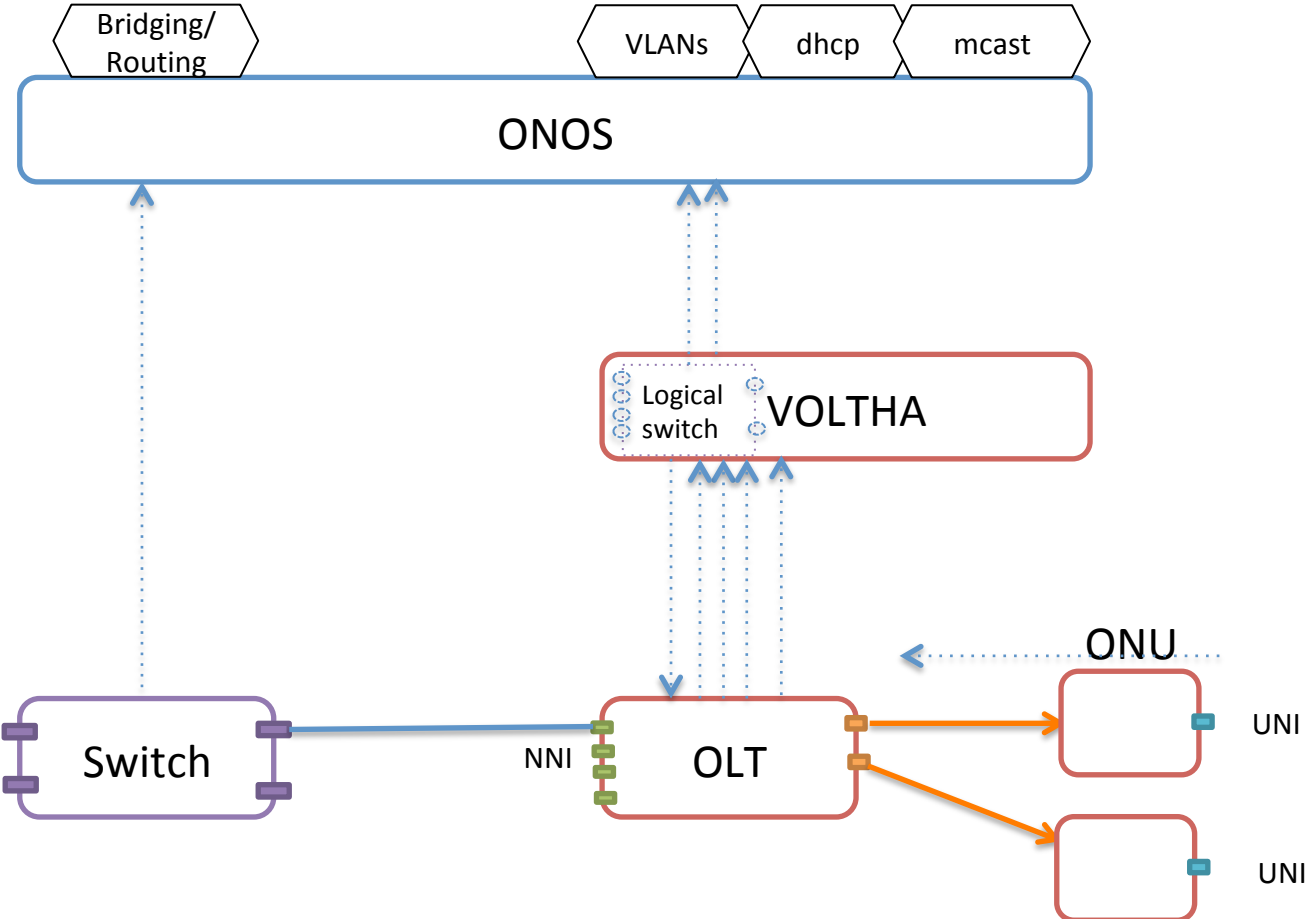 Bridging/
Routing
VLANs
dhcp
mcast
ONOS
Logical
switch
VOLTHA
ONU
Switch
NNI
OLT
UNI
UNI